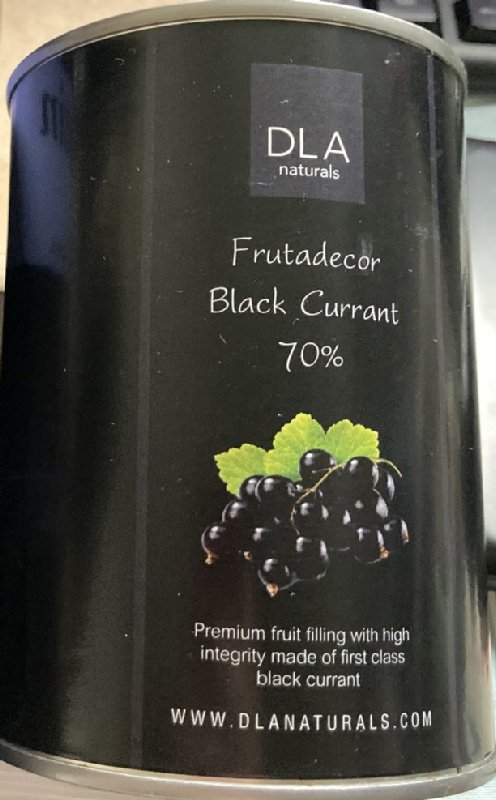 DLA
naturals
Frutadecor
Black Currant
70%
Premium fruit filling with high
integrity made of first class
black currant
WWW.DLANATURALS.COM